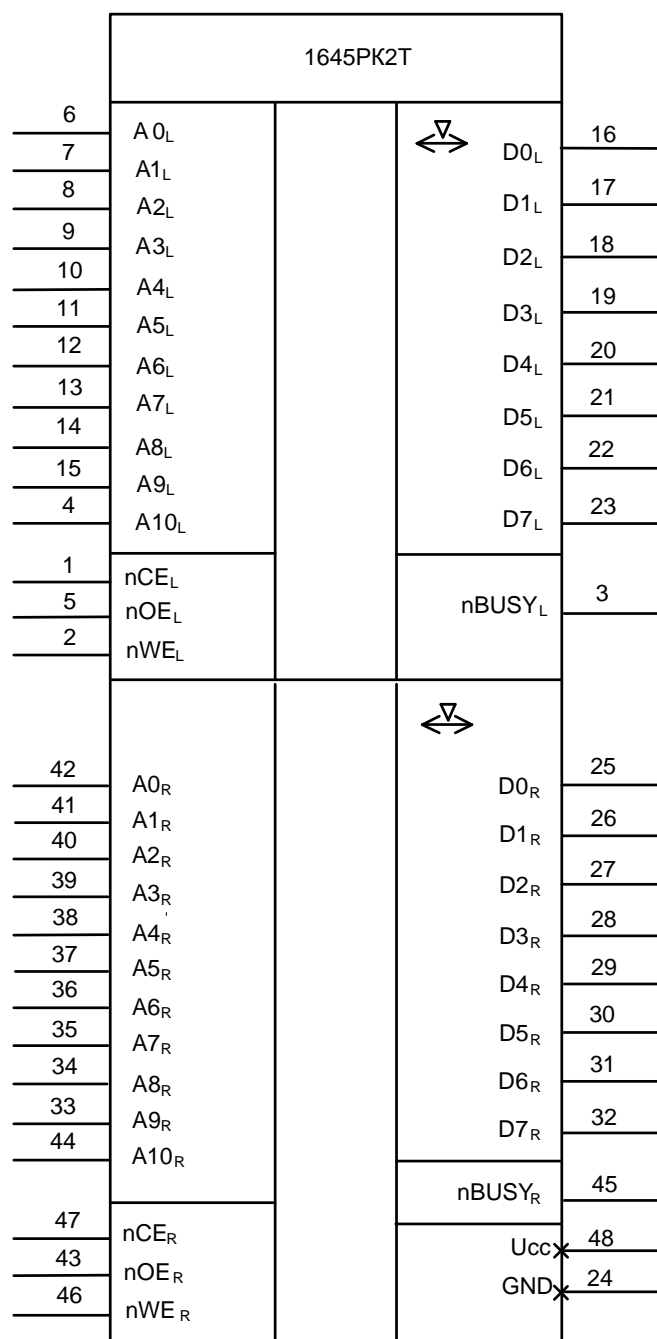 1645РК2Т
6 A0L D0L 16
7 A1L D1L 17
8 A2L D2L 18
9 A3L D3L 19
10 A4L D4L 20
11 A5L D5L 21
12 A6L D6L 22
13 A7L D7L 23
14 A8L
15 A9L
4 A10L
1 nCEL nBUSYL 3
5 nOEL
2 nWEL
42 A0R D0R 25
41 A1R D1R 26
40 A2R D2R 27
39 A3R D3R 28
38 A4R D4R 29
37 A5R D5R 30
36 A6R D6R 31
35 A7R D7R 32
34 A8R
33 A9R
44 A10R
nBUSYR 45
47 nCER Ucc 48
43 nOER GND 24
46 nWER